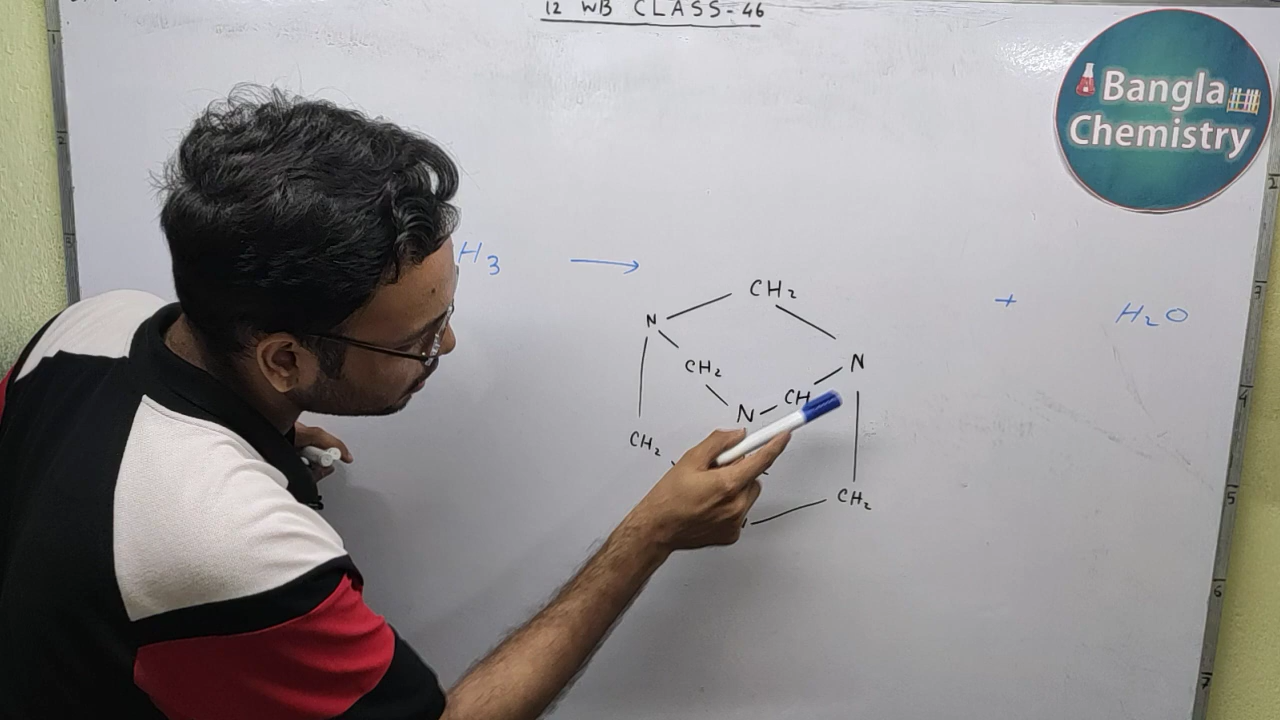 12 WB CLASS-46
Bangla
Chemistry
H3 → + H2O
CH2
N
N
CH2
CH
N
CH2
CH2